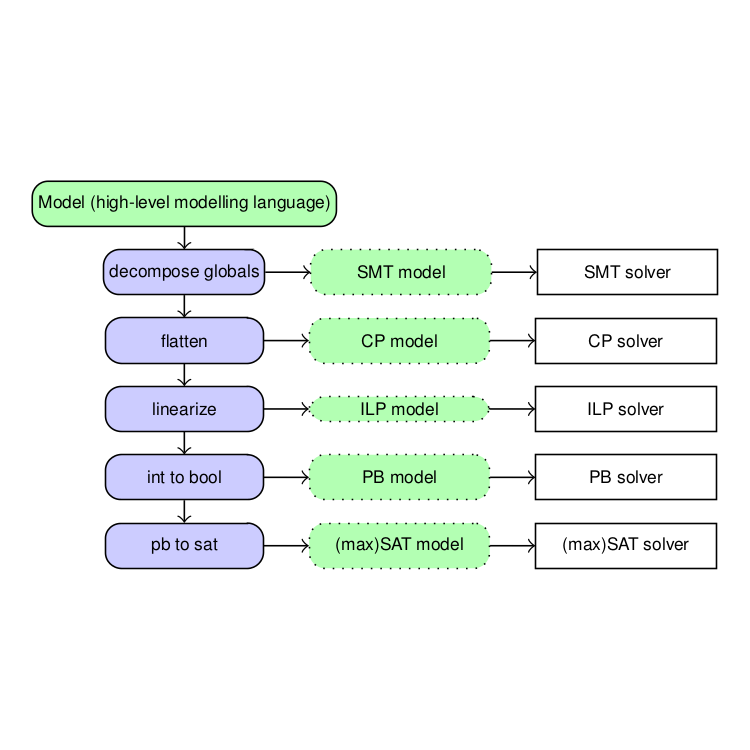 Model (high-level modelling language)
decompose globals
SMT model
SMT solver
flatten
CP model
CP solver
linearize
ILP model
ILP solver
int to bool
PB model
PB solver
pb to sat
(max)SAT model
(max)SAT solver